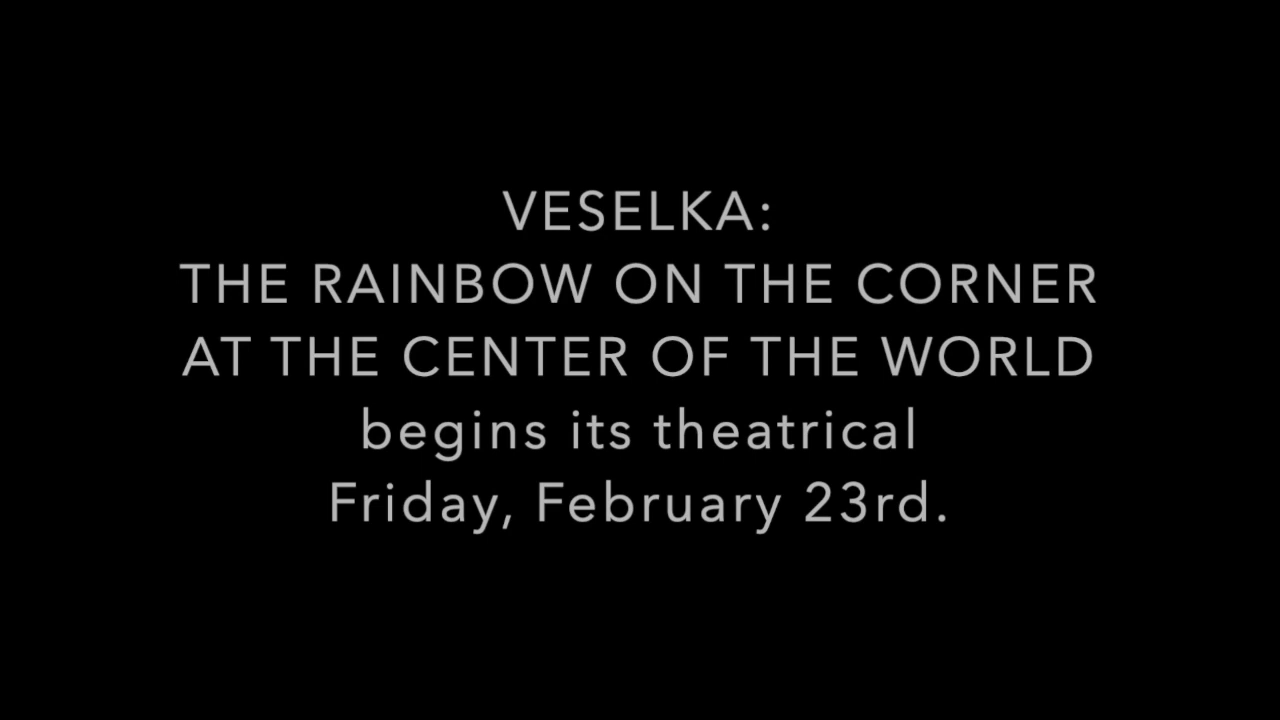 VESELKA:
THE RAINBOW ON THE CORNER
AT THE CENTER OF THE WORLD
begins its theatrical
Friday, February 23rd.